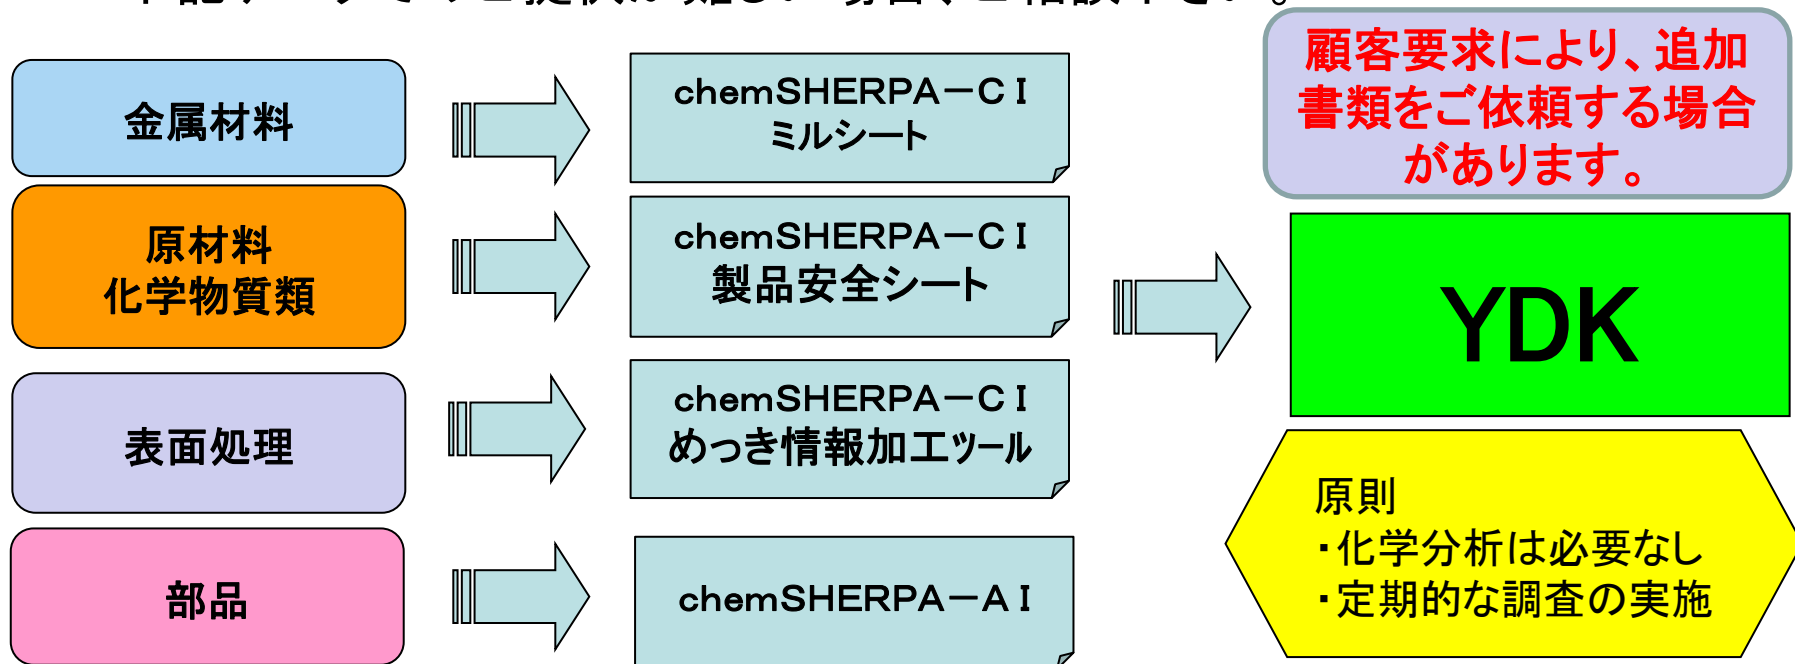 顧客要求により、追加
書類をご依頼する場合
があります。
金属材料
chemSHERPA－CI
ミルシート
原材料
化学物質類
chemSHERPA－CI
製品安全シート
YDK
表面処理
chemSHERPA－CI
めっき情報加工ツール
原則
・化学分析は必要なし
・定期的な調査の実施
部品
chemSHERPA－AI